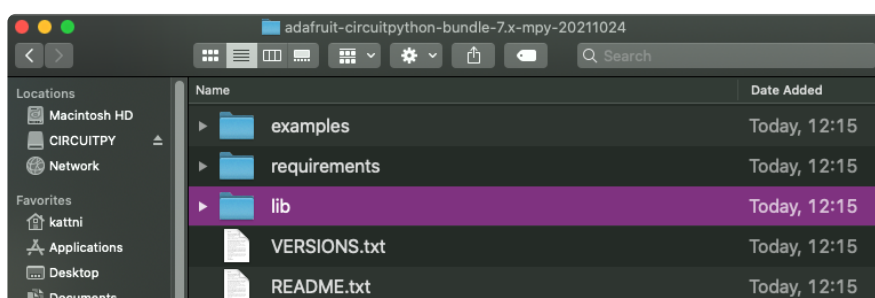 adafruit-circuitpython-bundle-7.x-mpy-20211024
Search
Locations
Macintosh HD
CIRCUITPY
Network
Favorites
kattni
Applications
Desktop
Documents
Name Date Added
examples Today, 12:15
requirements Today, 12:15
lib Today, 12:15
VERSIONS.txt Today, 12:15
README.txt Today, 12:15